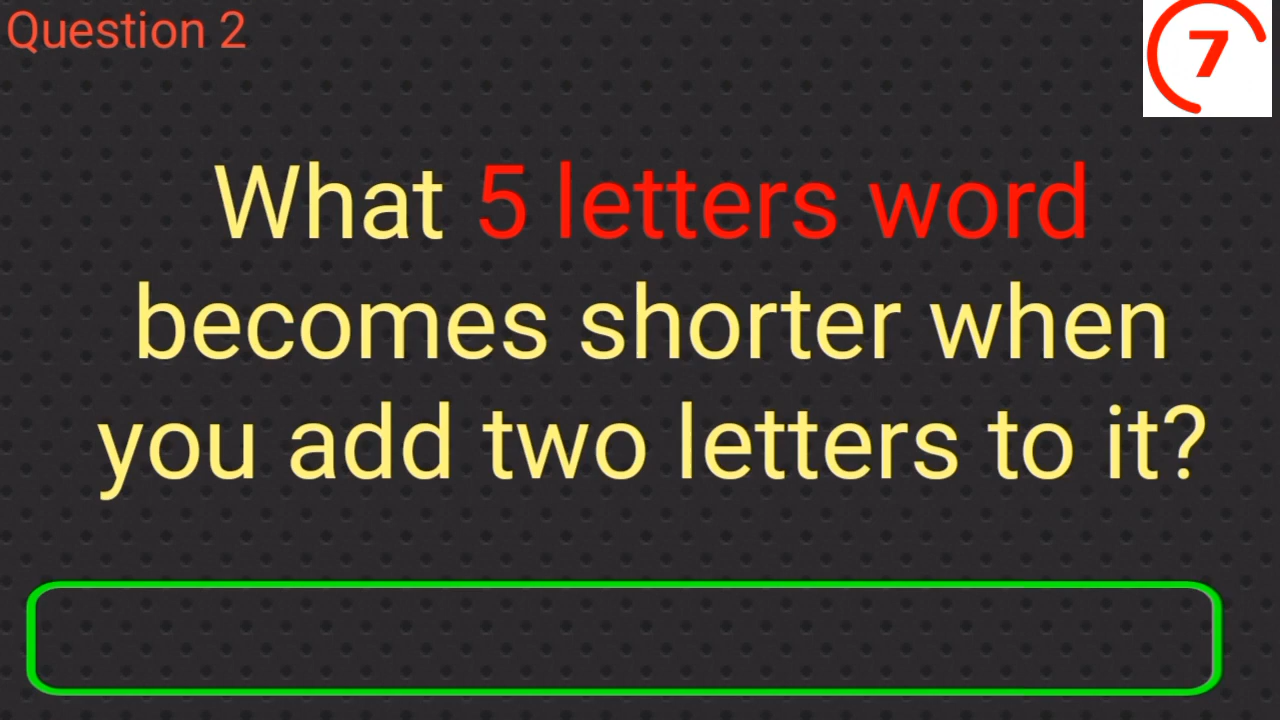 Question 2
7
What 5 letters word
becomes shorter when
you add two letters to it?